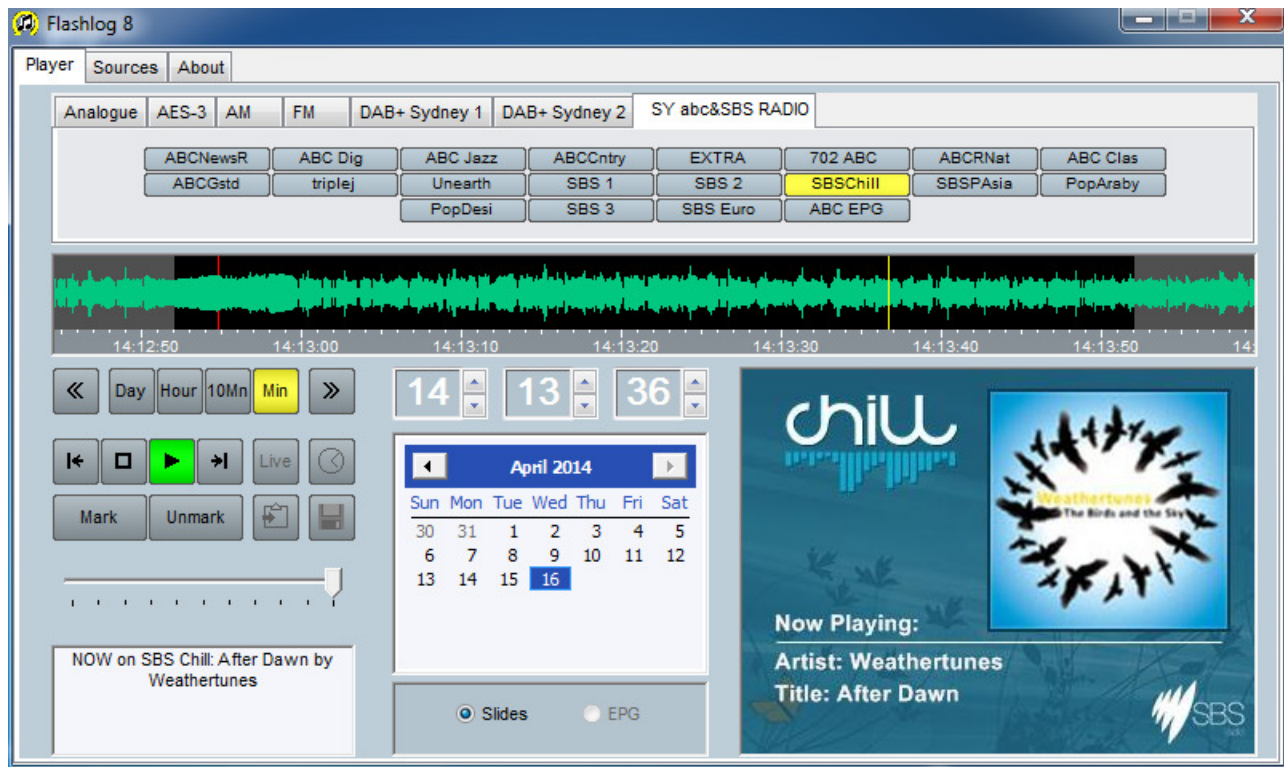 Flashlog 8
Player Sources About
Analogue AES-3 AM FM DAB+ Sydney 1 DAB+ Sydney 2 SY abc&SBS RADIO
ABCNewsR ABC Dig ABC Jazz ABCCntry EXTRA 702 ABC ABCRNat ABC Clas
ABCGstd triplej Unearth SBS 1 SBS 2 SBSChill SBSPAsia PopAraby
PopDesi SBS 3 SBS Euro ABC EPG
14:12:50 14:13:00 14:13:10 14:13:20 14:13:30 14:13:40 14:13:50 14:
Day Hour 10Mn Min
14 13 36
Live
Mark Unmark
NOW on SBS Chill: After Dawn by
Weathertunes
April 2014
Sun Mon Tue Wed Thu Fri Sat
30 31 1 2 3 4 5
6 7 8 9 10 11 12
13 14 15 16
Slides EPG
chill
Weathertunes
The Birds and the Sky
Now Playing:
Artist: Weathertunes
Title: After Dawn
SBS
radio